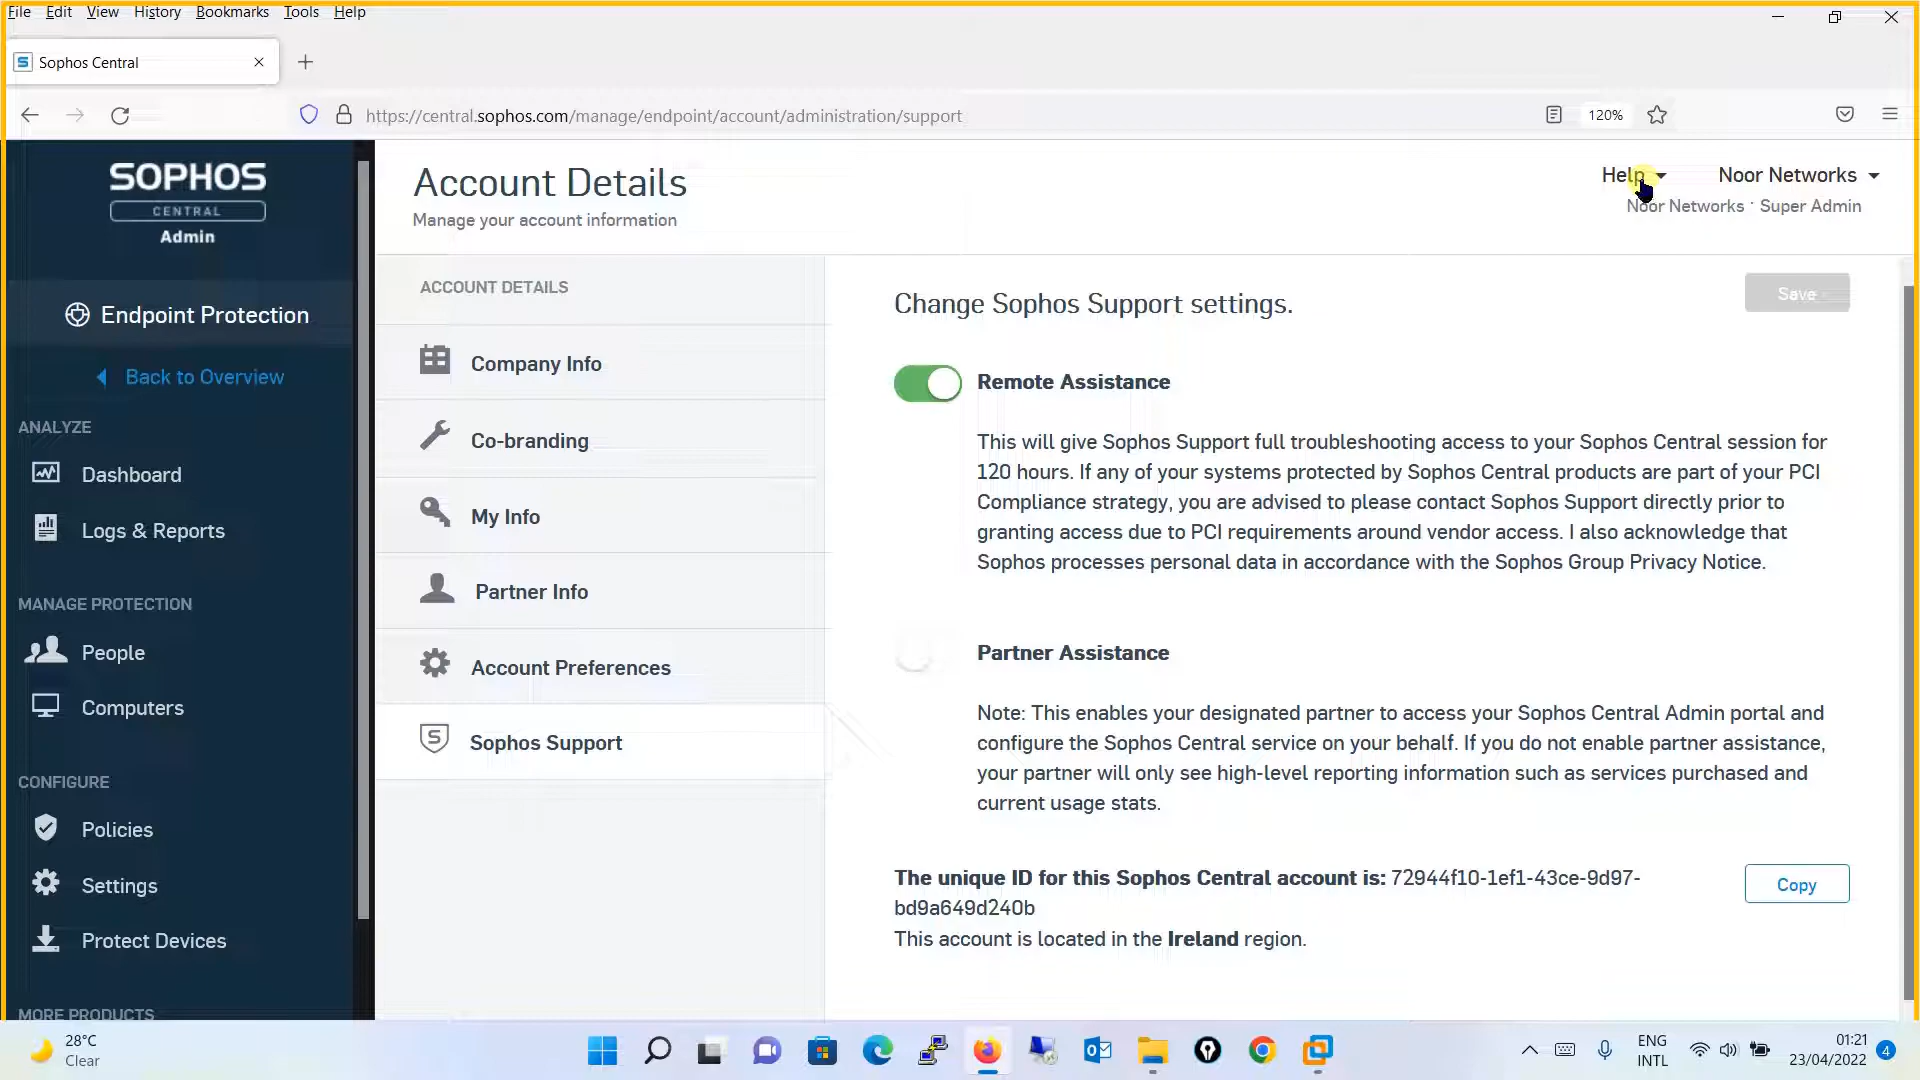 File Edit View History Bookmarks Tools Help
Sophos Central
https://central.sophos.com/manage/endpoint/account/administration/support
120%
SOPHOS
CENTRAL
Admin
Endpoint Protection
Back to Overview
ANALYZE
Dashboard
Logs & Reports
MANAGE PROTECTION
People
Computers
CONFIGURE
Policies
Settings
Protect Devices
MORE PRODUCTS
Account Details
Manage your account information
Help
Noor Networks
Noor Networks · Super Admin
ACCOUNT DETAILS
Company Info
Co-branding
My Info
Partner Info
Account Preferences
Sophos Support
Change Sophos Support settings.
Save
Remote Assistance
This will give Sophos Support full troubleshooting access to your Sophos Central session for
120 hours. If any of your systems protected by Sophos Central products are part of your PCI
Compliance strategy, you are advised to please contact Sophos Support directly prior to
granting access due to PCI requirements around vendor access. I also acknowledge that
Sophos processes personal data in accordance with the Sophos Group Privacy Notice.
Partner Assistance
Note: This enables your designated partner to access your Sophos Central Admin portal and
configure the Sophos Central service on your behalf. If you do not enable partner assistance,
your partner will only see high-level reporting information such as services purchased and
current usage stats.
The unique ID for this Sophos Central account is: 72944f10-1ef1-43ce-9d97-
bd9a649d240b
Copy
This account is located in the Ireland region.
28°C
Clear
ENG
INTL
01:21
23/04/2022
4